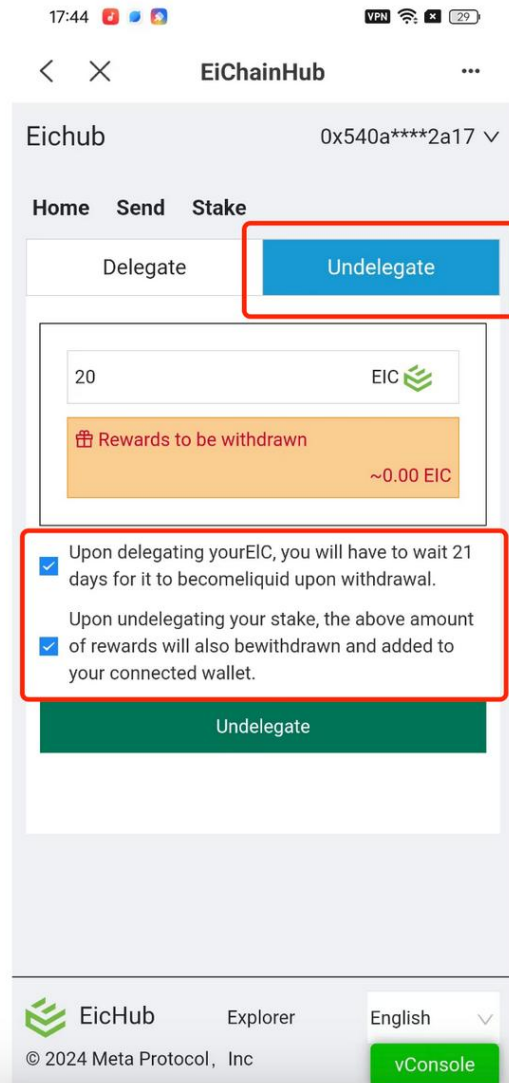 17:44
VPN
29
EiChainHub
Eichub
0x540a****2a17
Home Send Stake
Delegate
Undelegate
20
EIC
Rewards to be withdrawn
~0.00 EIC
Upon delegating yourEIC, you will have to wait 21
days for it to becomeliquid upon withdrawal.
Upon undelegating your stake, the above amount
of rewards will also bewithdrawn and added to
your connected wallet.
Undelegate
EicHub
Explorer
English
© 2024 Meta Protocol，Inc
vConsole